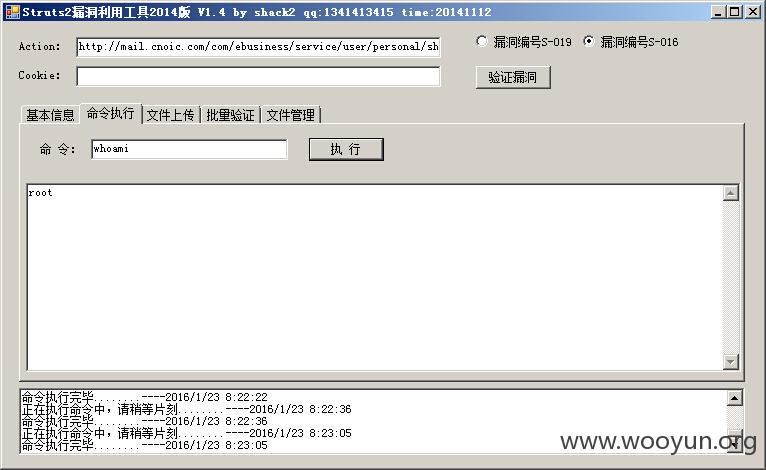 Struts2漏洞利用工具2014版 V1.4 by shack2 qq:1341413415 time:20141112
Action: http://mail.cnoic.com/com/ebusiness/service/user/personal/sh
漏洞编号S-019 漏洞编号S-016
Cookie:
验证漏洞
基本信息 命令执行 文件上传 批量验证 文件管理
命 令: whoami 执 行
root
命令执行完毕........----2016/1/23 8:22:22
正在执行命令中，请稍等片刻........----2016/1/23 8:22:36
命令执行完毕........----2016/1/23 8:22:36
正在执行命令中，请稍等片刻........----2016/1/23 8:23:05
命令执行完毕........----2016/1/23 8:23:05
www.wooyun.org